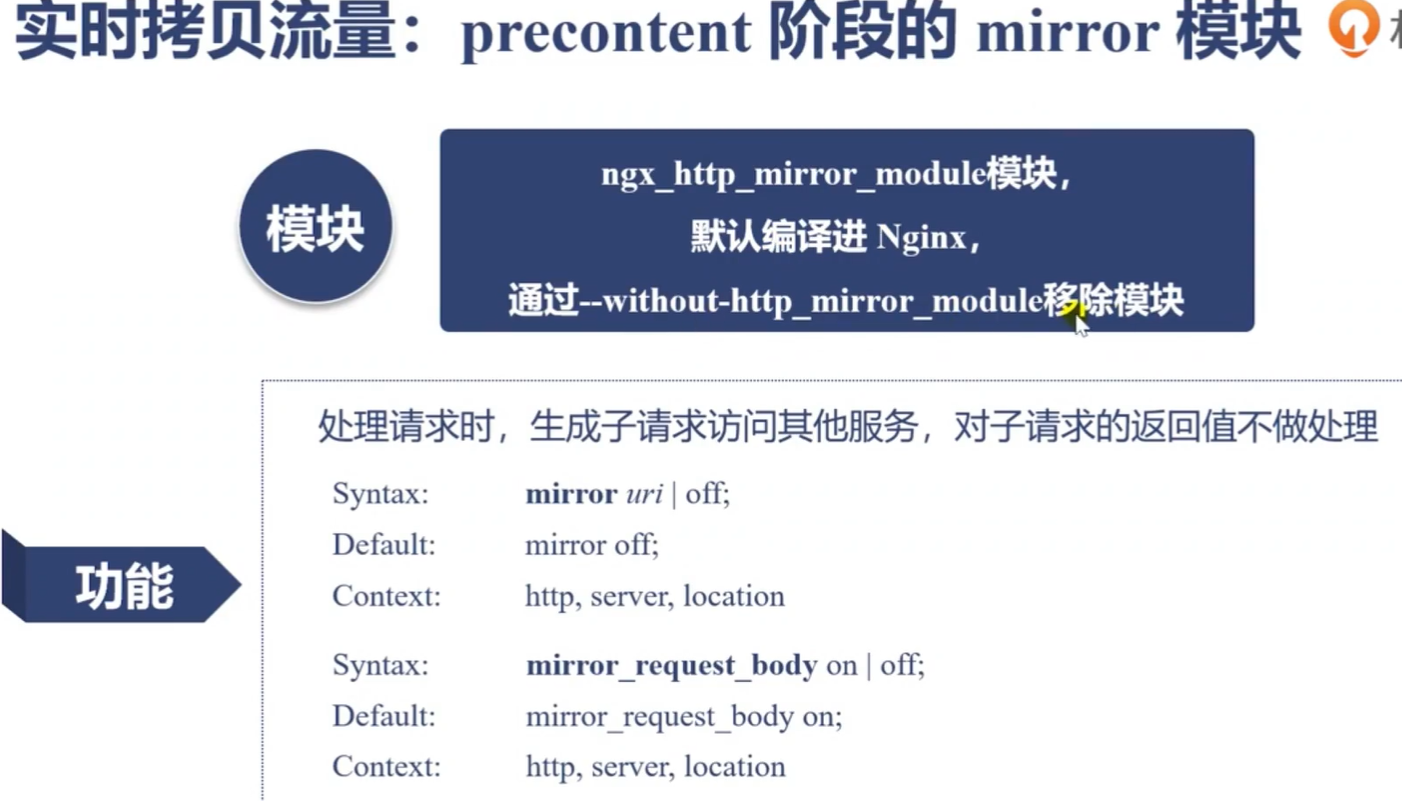 实时拷贝流量：precontent 阶段的 mirror 模块
模块
ngx_http_mirror_module模块，
默认编译进 Nginx，
通过--without-http_mirror_module移除模块
处理请求时，生成子请求访问其他服务，对子请求的返回值不做处理
Syntax: mirror uri | off;
Default: mirror off;
Context: http, server, location
功能
Syntax: mirror_request_body on | off;
Default: mirror_request_body on;
Context: http, server, location